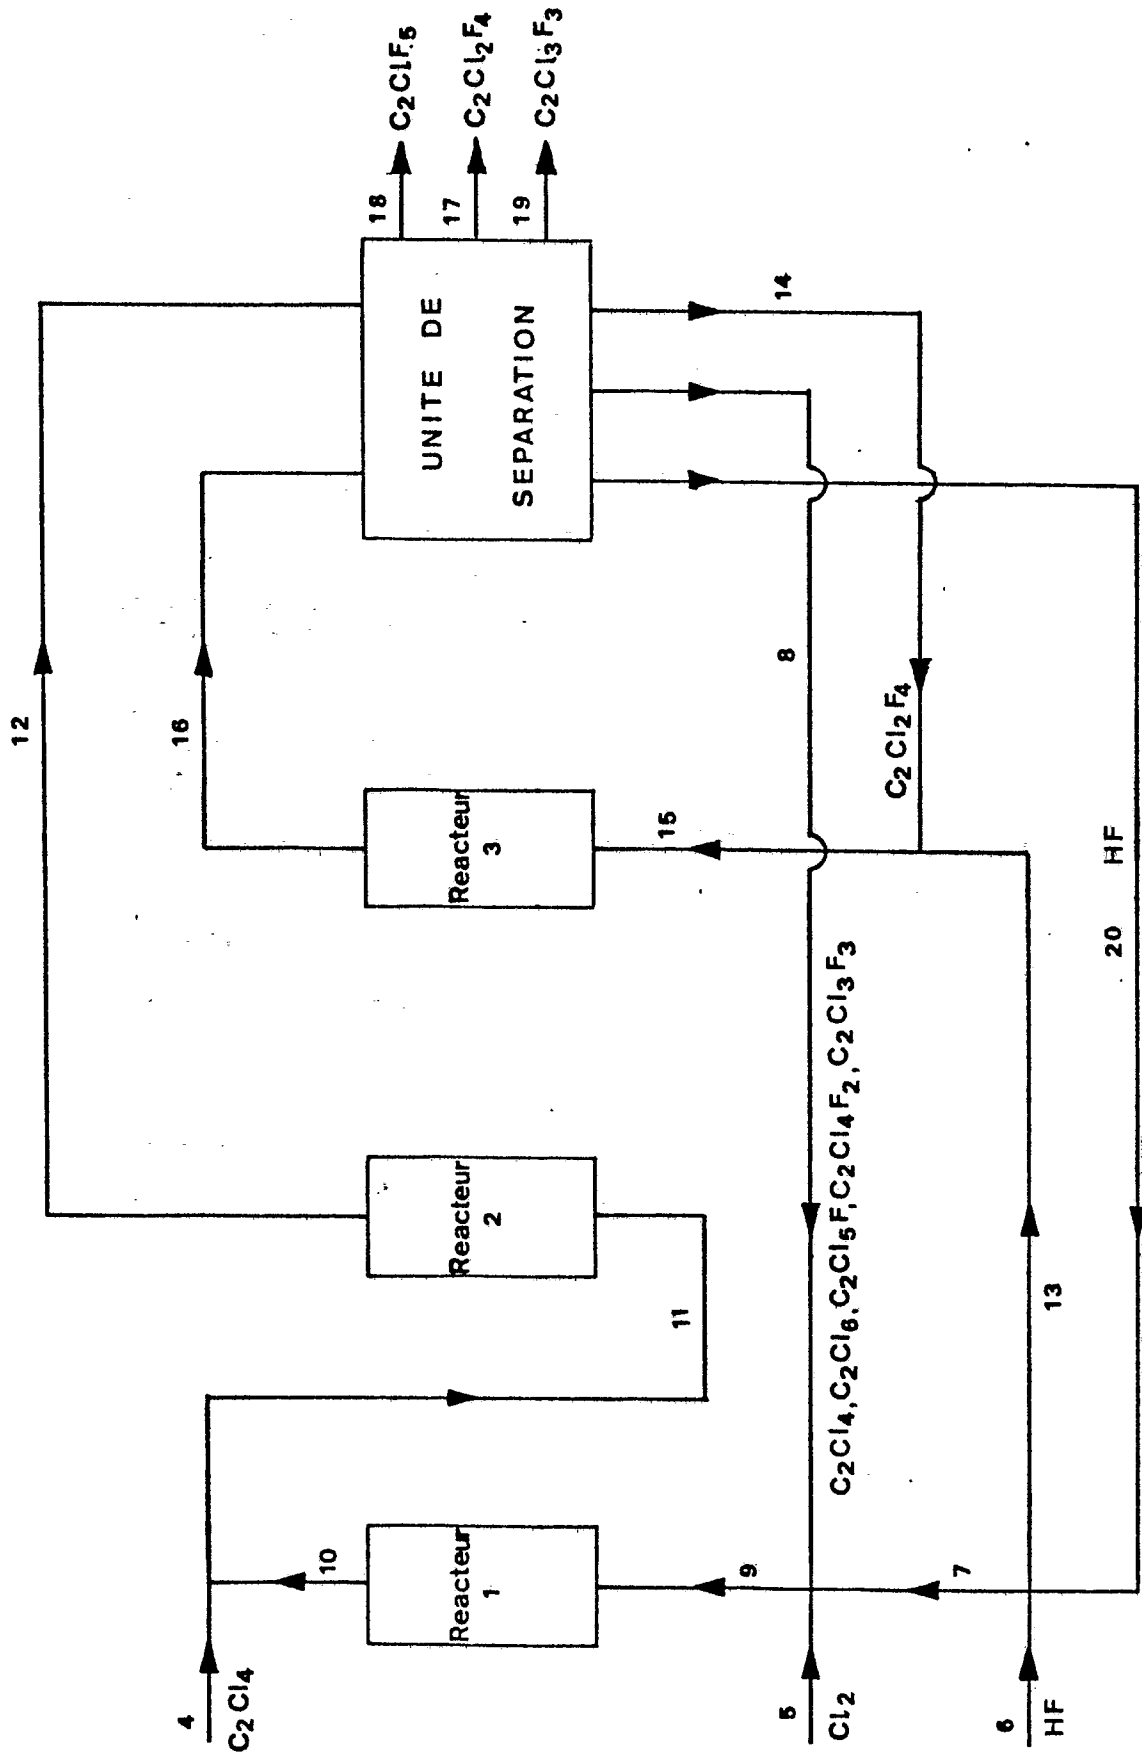 4
C₂Cl₄
5
Cl₂
6
HF
7
9
10
Reacteur
1
11
Reacteur
2
12
13
C₂Cl₄, C₂Cl₆, C₂Cl₅F, C₂Cl₄F₂, C₂Cl₃F₃
20 HF
15
Reacteur
3
16
C₂Cl₂F₄
8
14
UNITE DE
SEPARATION
18
C₂ClF₅
17
C₂Cl₂F₄
19
C₂Cl₃F₃